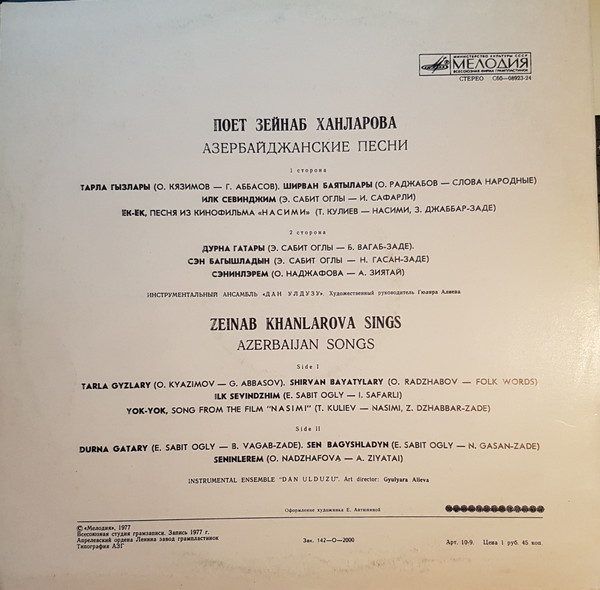 МИНИСТЕРСТВО КУЛЬТУРЫ СССР
МЕЛОДИЯ
ВСЕСОЮЗНАЯ ФИРМА ГРАМПЛАСТИНОК
СТЕРЕО С60—08923-24
ПОЕТ ЗЕЙНАБ ХАНЛАРОВА
АЗЕРБАЙДЖАНСКИЕ ПЕСНИ
1 сторона
ТАРЛА ГЫЗЛАРЫ (О. КЯЗИМОВ — Г. АББАСОВ). ШИРВАН БАЯТЫЛАРЫ (О. РАДЖАБОВ — СЛОВА НАРОДНЫЕ)
ИЛК СЕВИНДЖИМ (Э. САБИТ ОГЛЫ — И. САФАРЛИ)
ЁК-ЁК, ПЕСНЯ ИЗ КИНОФИЛЬМА «НАСИМИ» (Т. КУЛИЕВ — НАСИМИ, З. ДЖАББАР-ЗАДЕ)
2 сторона
ДУРНА ГАТАРЫ (Э. САБИТ ОГЛЫ — Б. ВАГАБ-ЗАДЕ).
СЭН БАГЫШЛАДЫН (Э. САБИТ ОГЛЫ — Н. ГАСАН-ЗАДЕ)
СЭНИНЛЭРЕМ (О. НАДЖАФОВА — А. ЗИЯТАЙ)
ИНСТРУМЕНТАЛЬНЫЙ АНСАМБЛЬ «ДАН УЛДУЗУ». Художественный руководитель Гюляра Алиева
ZEINAB KHANLAROVA SINGS
AZERBAIJAN SONGS
Side I
TARLA GYZLARY (O. KYAZIMOV — G. ABBASOV). SHIRVAN BAYATYLARY (O. RADZHABOV — FOLK WORDS)
ILK SEVINDZHIM (E. SABIT OGLY — I. SAFARLI)
YOK-YOK, SONG FROM THE FILM "NASIMI" (T. KULIEV — NASIMI, Z. DZHABBAR-ZADE)
Side II
DURNA GATARY (E. SABIT OGLY — B. VAGAB-ZADE). SEN BAGYSHLADYN (E. SABIT OGLY — N. GASAN-ZADE)
SENINLEREM (O. NADZHAFOVA — A. ZIYATAI)
INSTRUMENTAL ENSEMBLE "DAN ULDUZU". Art director: Gyulyara Alieva
Оформление художника Е. Антипиной
© «Мелодия», 1977
Всесоюзная студия грамзаписи. Запись 1977 г.
Апрелевский ордена Ленина завод грампластинок
Типография АЗГ
Зак. 142—О—2000
Арт. 10-9. Цена 1 руб. 45 коп.